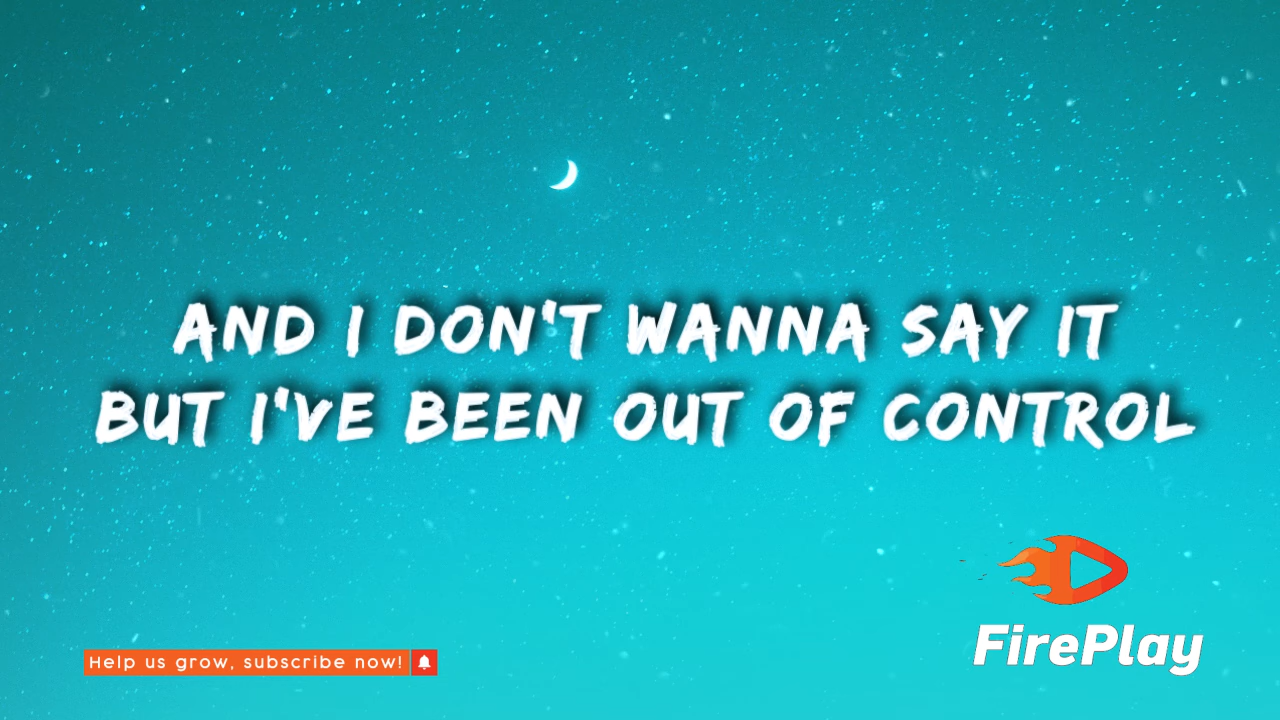 AND I DON'T WANNA SAY IT
BUT I'VE BEEN OUT OF CONTROL
FirePlay
Help us grow, subscribe now!